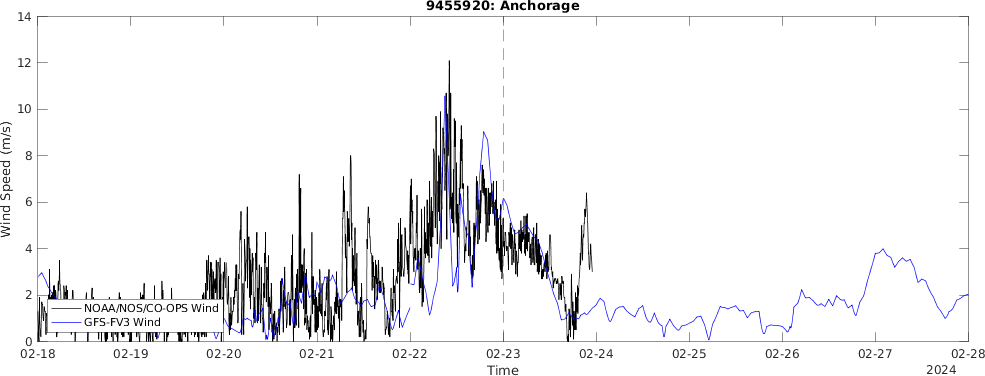 9455920: Anchorage
14
12
10
8
6
4
2
0
Wind Speed (m/s)
NOAA/NOS/CO-OPS Wind
GFS-FV3 Wind
02-18 02-19 02-20 02-21 02-22 02-23 02-24 02-25 02-26 02-27 02-28
Time
2024